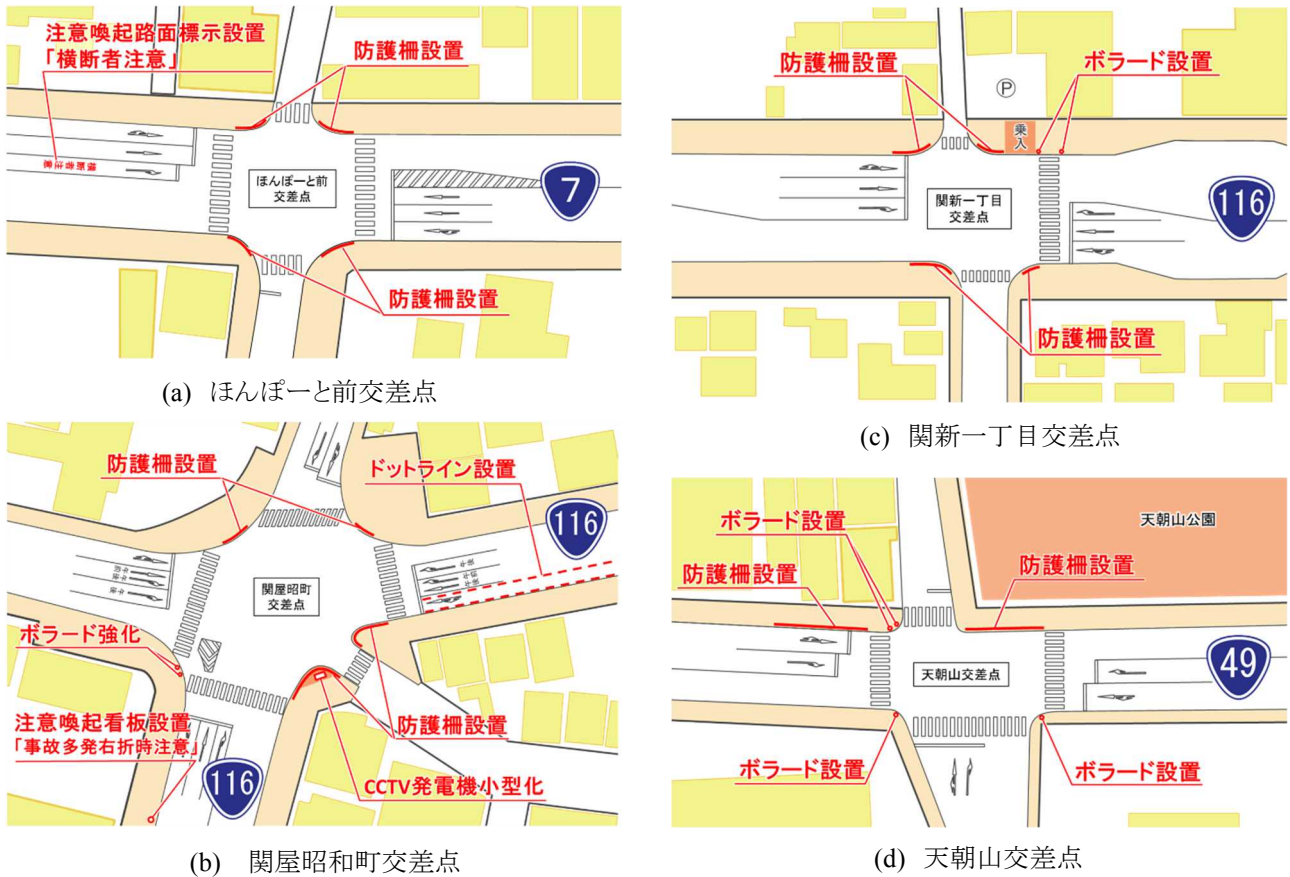 注意喚起路面標示設置
「横断者注意」
防護柵設置
横断者注意
ほんぽーと前
交差点
7
防護柵設置
(a) ほんぽーと前交差点
防護柵設置
ボラード設置
P
乗入
関新一丁目
交差点
116
防護柵設置
(c) 関新一丁目交差点
防護柵設置
ドットライン設置
116
関屋昭町
交差点
ボラード強化
注意喚起看板設置
「事故多発右折時注意」
防護柵設置
116
CCTV発電機小型化
(b) 関屋昭和町交差点
ボラード設置
天朝山公園
防護柵設置
防護柵設置
天朝山交差点
49
ボラード設置
ボラード設置
(d) 天朝山交差点